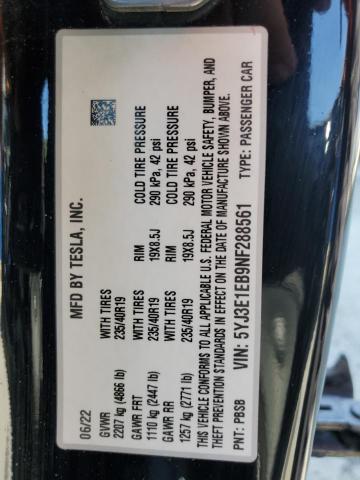 MFD BY TESLA, INC.
06/22
GVWR
2207 kg (4866 lb)
WITH TIRES
235/40R19
RIM
19X8.5J
COLD TIRE PRESSURE
290 kPa, 42 psi
GAWR FRT
1110 kg (2447 lb)
WITH TIRES
235/40R19
RIM
19X8.5J
COLD TIRE PRESSURE
290 kPa, 42 psi
GAWR RR
1257 kg (2771 lb)
WITH TIRES
235/40R19
THIS VEHICLE CONFORMS TO ALL APPLICABLE U.S. FEDERAL MOTOR VEHICLE SAFETY, BUMPER, AND
THEFT PREVENTION STANDARDS IN EFFECT ON THE DATE OF MANUFACTURE SHOWN ABOVE.
VIN: 5YJ3E1EB9NF288561
PNT: PBSB
TYPE: PASSENGER CAR